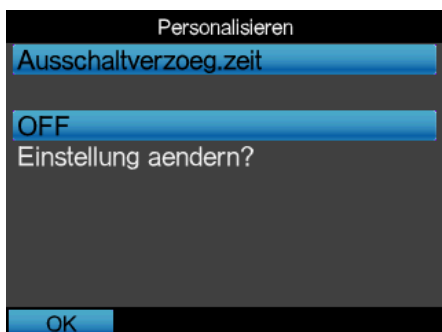 Personalisieren
Ausschaltverzoeg.zeit
OFF
Einstellung aendern?
OK